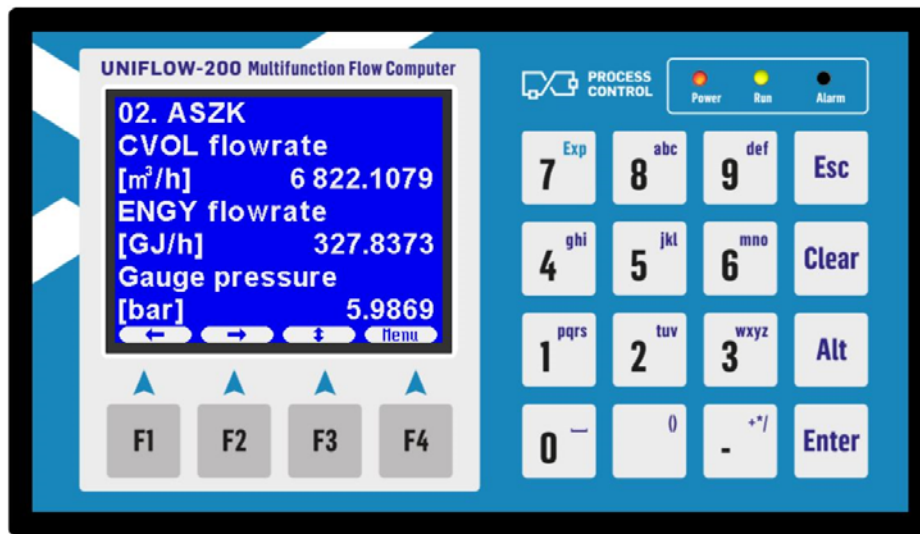 UNIFLOW-200 Multifunction Flow Computer
02. ASZK
CVOL flowrate
[m³/h] 6 822.1079
ENGY flowrate
[GJ/h] 327.8373
Gauge pressure
[bar] 5.9869
← → ↕ Menu
F1 F2 F3 F4
PROCESS
CONTROL
Power Run Alarm
7 Exp 8 abc 9 def Esc
4 ghi 5 jkl 6 mno Clear
1 pqrs 2 tuv 3 wxyz Alt
0 ⎵ () - +*/ Enter